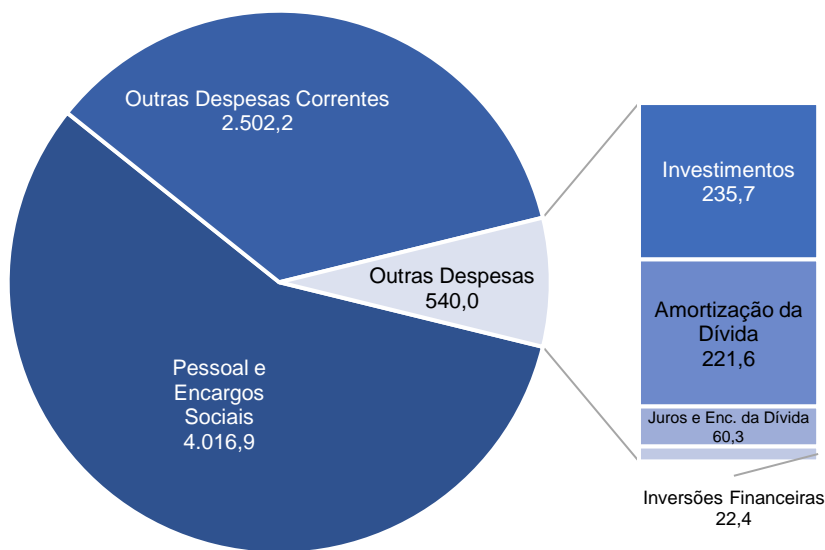 Outras Despesas Correntes
2.502,2
Outras Despesas
540,0
Pessoal e
Encargos
Sociais
4.016,9
Investimentos
235,7
Amortização da
Dívida
221,6
Juros e Enc. da Dívida
60,3
Inversões Financeiras
22,4